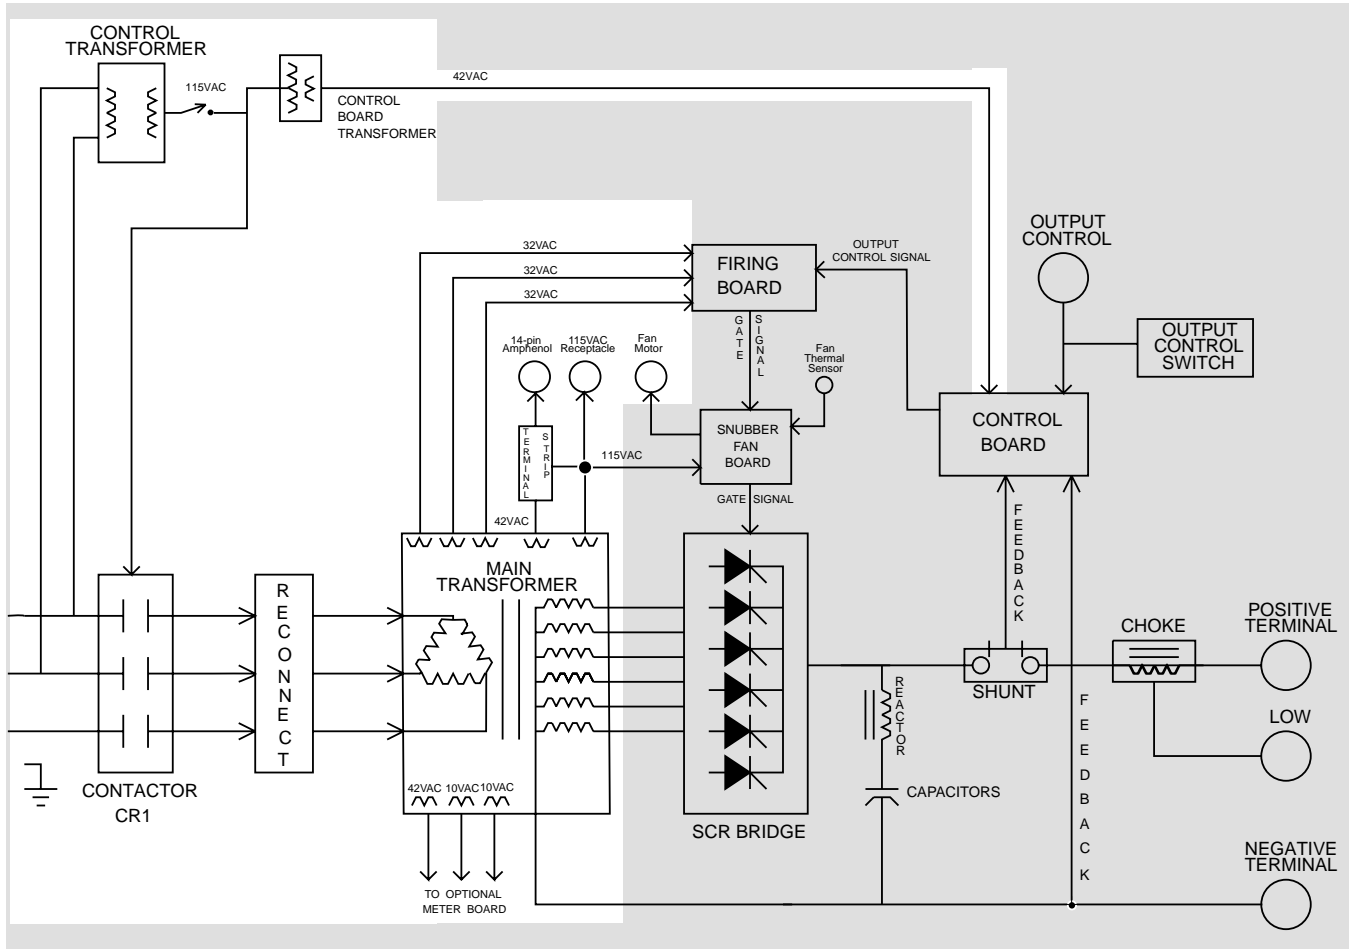 CONTROL
TRANSFORMER
115VAC
CONTROL
BOARD
TRANSFORMER
42VAC
OUTPUT
CONTROL
OUTPUT
CONTROL
SWITCH
32VAC
32VAC
32VAC
FIRING
BOARD
OUTPUT
CONTROL SIGNAL
GATE
SIGNAL
14-pin
Amphenol
115VAC
Receptacle
Fan
Motor
Fan
Thermal
Sensor
TERMINAL
STRIP
115VAC
SNUBBER
FAN
BOARD
CONTROL
BOARD
GATE SIGNAL
42VAC
FEEDBACK
MAIN
TRANSFORMER
RECONNECT
CONTACTOR
CR1
42VAC
10VAC
10VAC
TO OPTIONAL
METER BOARD
SCR BRIDGE
REACTOR
CAPACITORS
SHUNT
FEEDBACK
CHOKE
POSITIVE
TERMINAL
LOW
NEGATIVE
TERMINAL